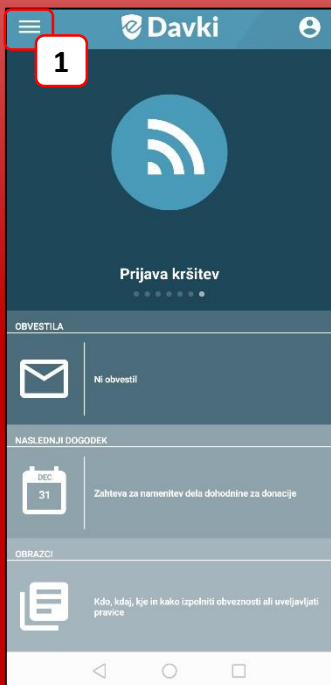 Davki
1
Prijava kršitev
OBVESTILA
Ni obvestil
NASLEDNJI DOGODEK
DEC
31
Zahteva za namenitev dela dohodnine za donacije
OBRAZCI
Kdo, kdaj, kje in kako izpolniti obveznosti ali uveljavljati
pravice